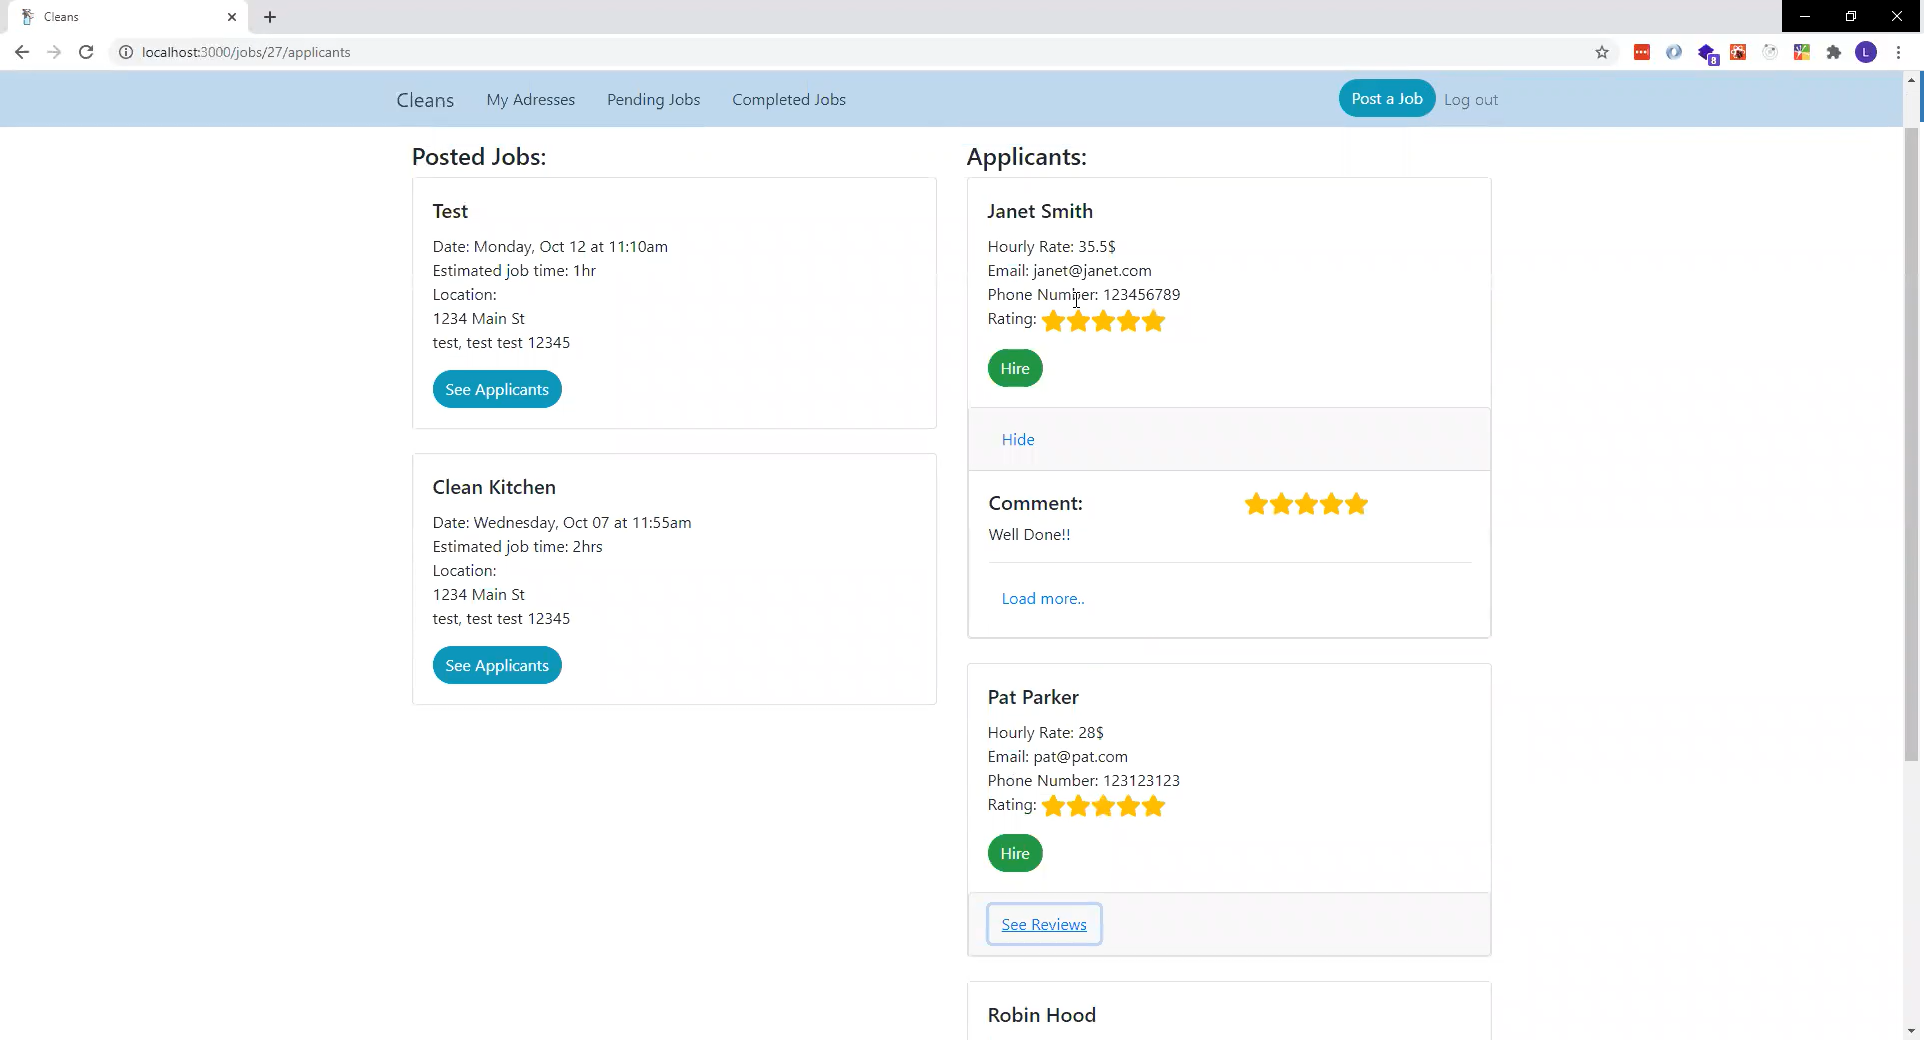 Cleans
localhost:3000/jobs/27/applicants
8
L
Cleans My Adresses Pending Jobs Completed Jobs Post a Job Log out
Posted Jobs:
Test
Date: Monday, Oct 12 at 11:10am
Estimated job time: 1hr
Location:
1234 Main St
test, test test 12345
See Applicants
Clean Kitchen
Date: Wednesday, Oct 07 at 11:55am
Estimated job time: 2hrs
Location:
1234 Main St
test, test test 12345
See Applicants
Applicants:
Janet Smith
Hourly Rate: 35.5$
Email: janet@janet.com
Phone Number: 123456789
Rating:
Hire
Hide
Comment:
Well Done!!
Load more..
Pat Parker
Hourly Rate: 28$
Email: pat@pat.com
Phone Number: 123123123
Rating:
Hire
See Reviews
Robin Hood